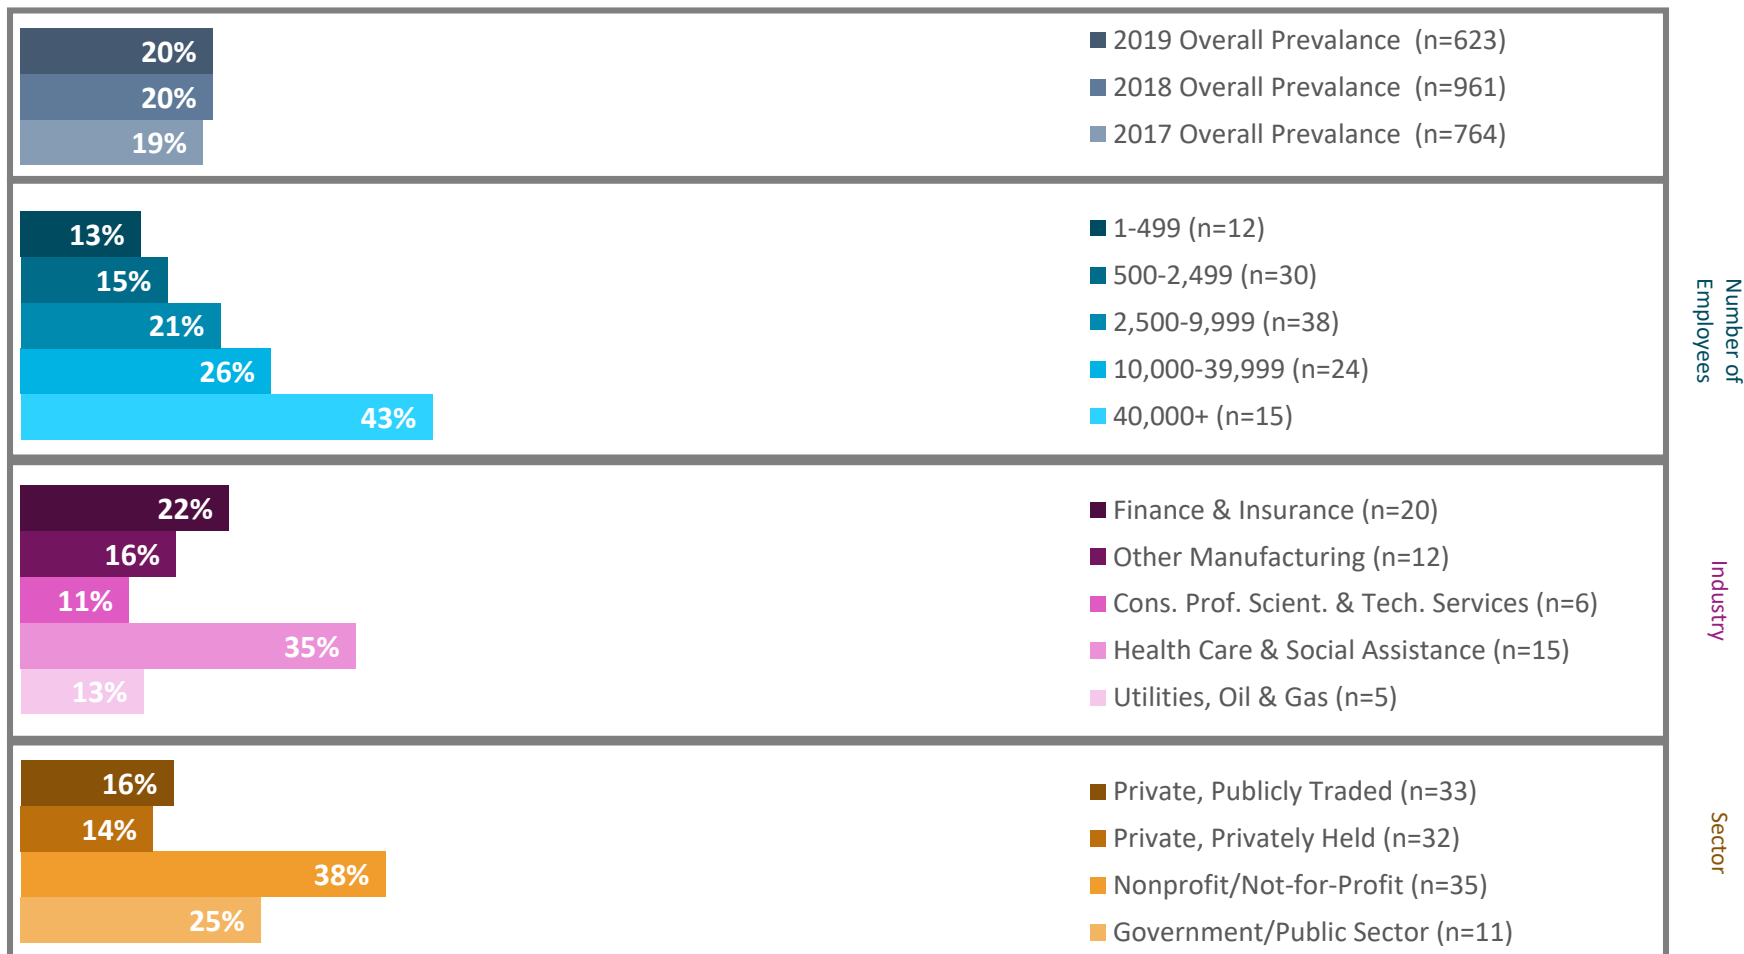 20%
20%
19%
2019 Overall Prevalance (n=623)
2018 Overall Prevalance (n=961)
2017 Overall Prevalance (n=764)
13%
15%
21%
26%
43%
1-499 (n=12)
500-2,499 (n=30)
2,500-9,999 (n=38)
10,000-39,999 (n=24)
40,000+ (n=15)
Number of
Employees
22%
16%
11%
35%
13%
Finance & Insurance (n=20)
Other Manufacturing (n=12)
Cons. Prof. Scient. & Tech. Services (n=6)
Health Care & Social Assistance (n=15)
Utilities, Oil & Gas (n=5)
Industry
16%
14%
38%
25%
Private, Publicly Traded (n=33)
Private, Privately Held (n=32)
Nonprofit/Not-for-Profit (n=35)
Government/Public Sector (n=11)
Sector